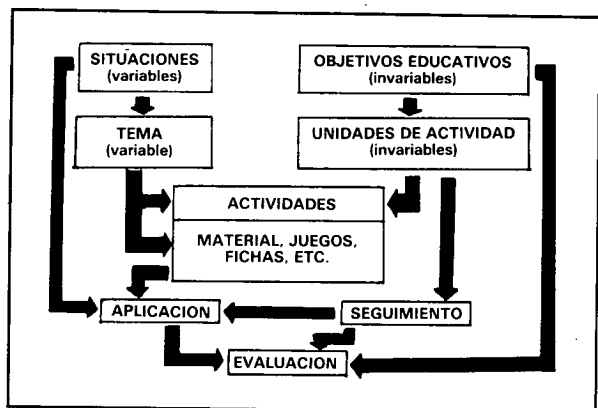 SITUACIONES
(variables)
OBJETIVOS EDUCATIVOS
(invariables)
TEMA
(variable)
UNIDADES DE ACTIVIDAD
(invariables)
ACTIVIDADES
MATERIAL, JUEGOS,
FICHAS, ETC.
APLICACION
SEGUIMIENTO
EVALUACION